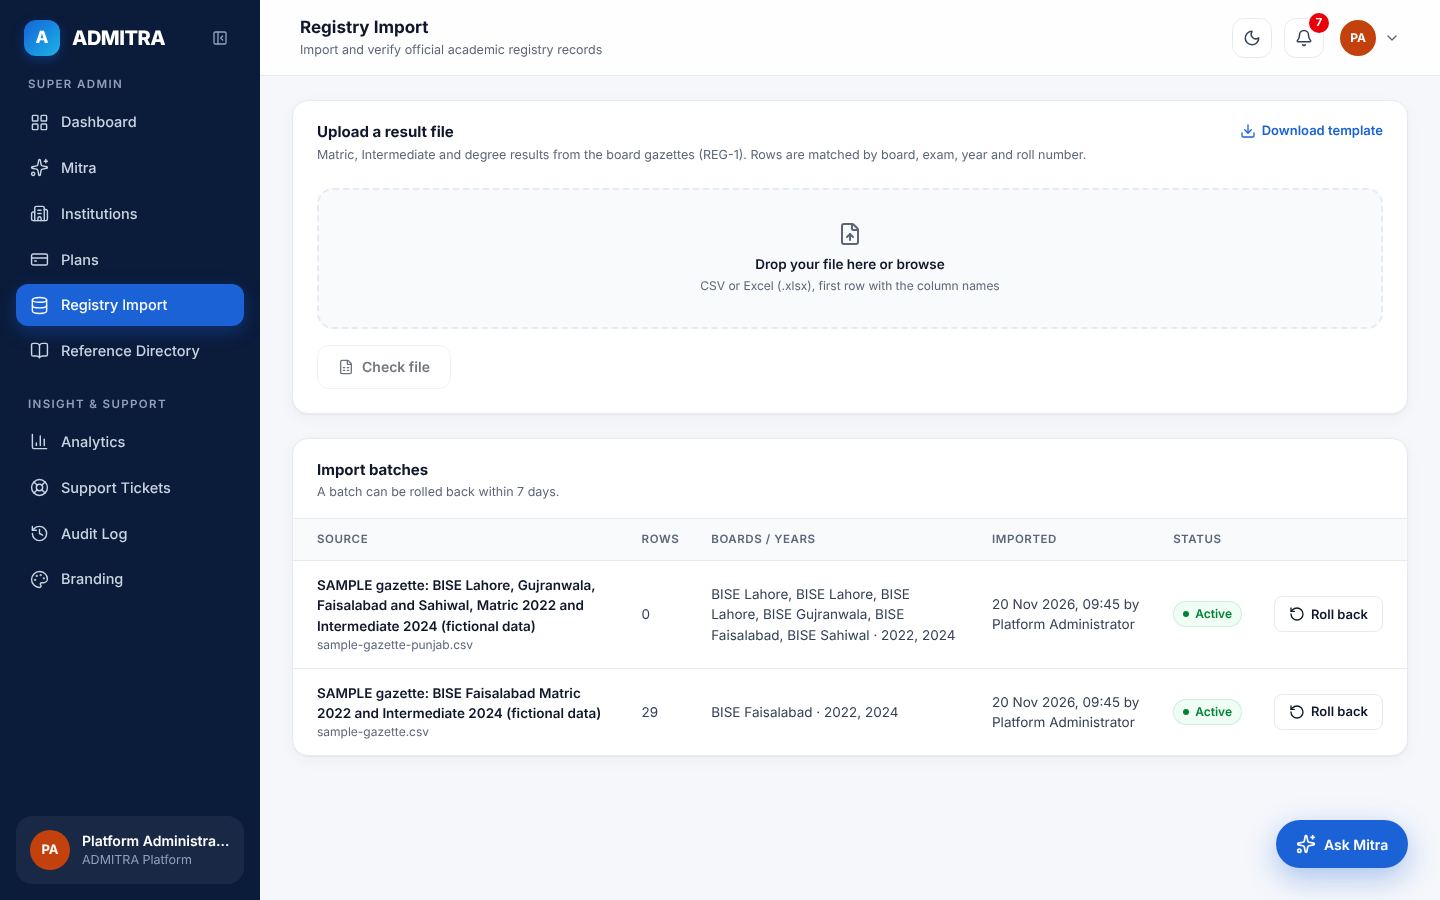 A ADMITRA
SUPER ADMIN
Dashboard
Mitra
Institutions
Plans
Registry Import
Reference Directory
INSIGHT & SUPPORT
Analytics
Support Tickets
Audit Log
Branding
PA
Platform Administra...
ADMITRA Platform
Registry Import
Import and verify official academic registry records
7
PA
Upload a result file
Download template
Matric, Intermediate and degree results from the board gazettes (REG-1). Rows are matched by board, exam, year and roll number.
Drop your file here or browse
CSV or Excel (.xlsx), first row with the column names
Check file
Import batches
A batch can be rolled back within 7 days.
SOURCE ROWS BOARDS / YEARS IMPORTED STATUS
SAMPLE gazette: BISE Lahore, Gujranwala,
Faisalabad and Sahiwal, Matric 2022 and
Intermediate 2024 (fictional data)
sample-gazette-punjab.csv
0
BISE Lahore, BISE Lahore, BISE
Lahore, BISE Gujranwala, BISE
Faisalabad, BISE Sahiwal · 2022, 2024
20 Nov 2026, 09:45 by
Platform Administrator
Active
Roll back
SAMPLE gazette: BISE Faisalabad Matric
2022 and Intermediate 2024 (fictional data)
sample-gazette.csv
29
BISE Faisalabad · 2022, 2024
20 Nov 2026, 09:45 by
Platform Administrator
Active
Roll back
Ask Mitra